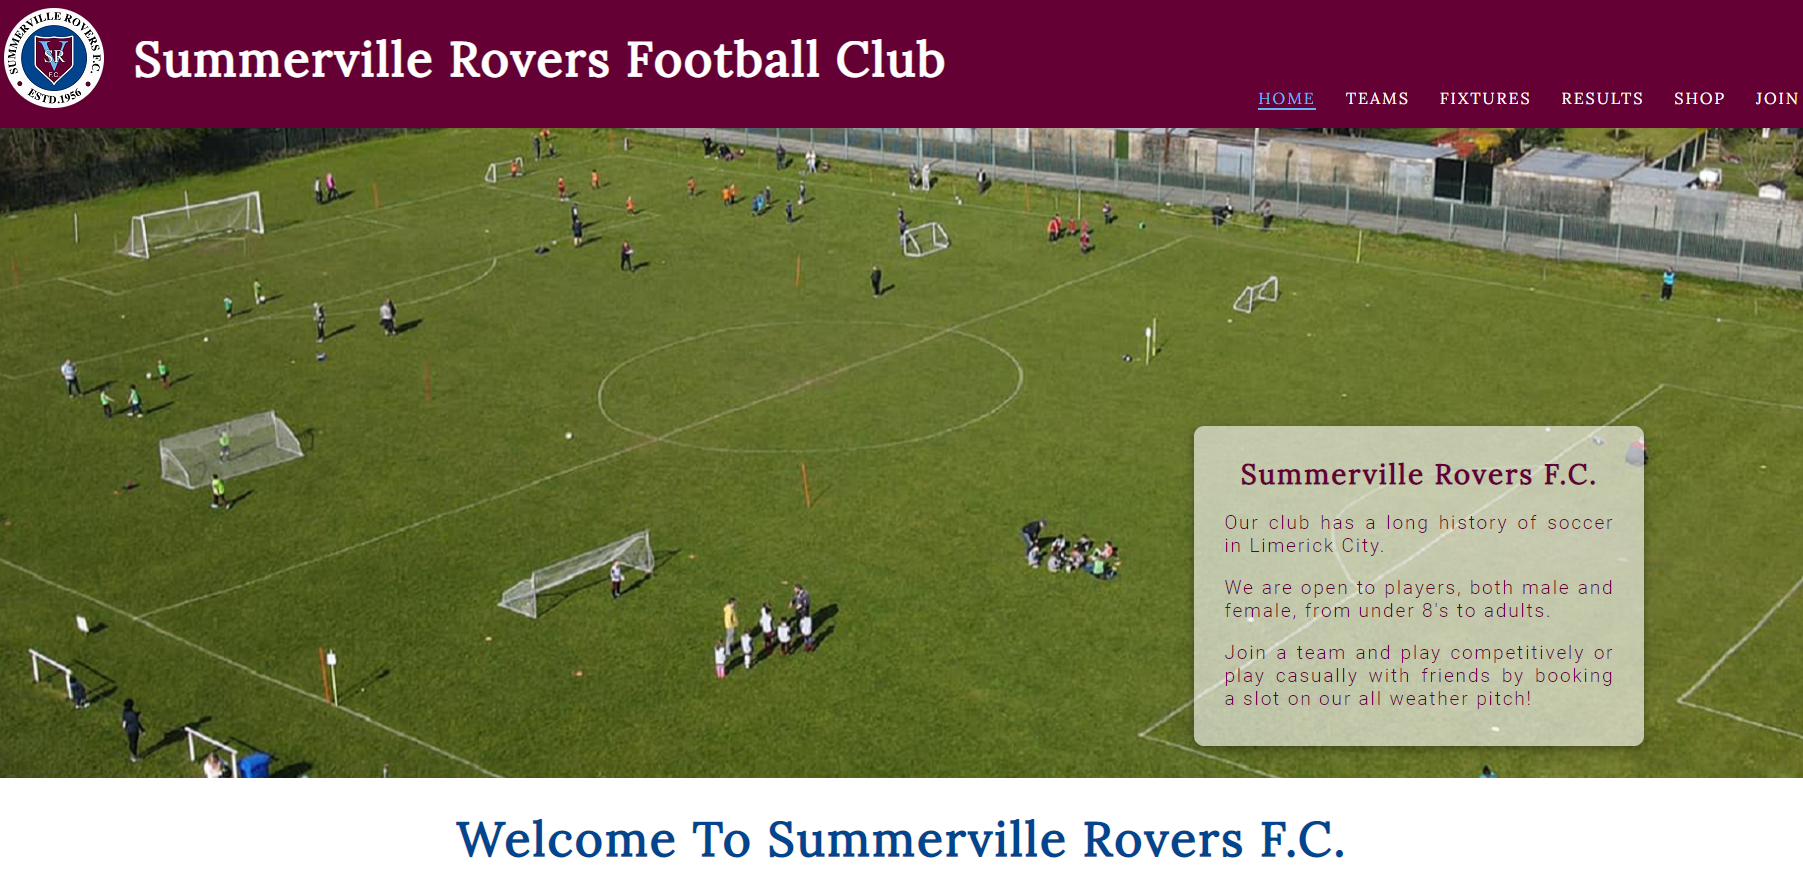 SUMMERVILLE ROVERS F.C.
SR
F.C.
ESTD.1956
Summerville Rovers Football Club
HOME TEAMS FIXTURES RESULTS SHOP JOIN
Summerville Rovers F.C.
Our club has a long history of soccer
in Limerick City.
We are open to players, both male and
female, from under 8's to adults.
Join a team and play competitively or
play casually with friends by booking
a slot on our all weather pitch!
Welcome To Summerville Rovers F.C.